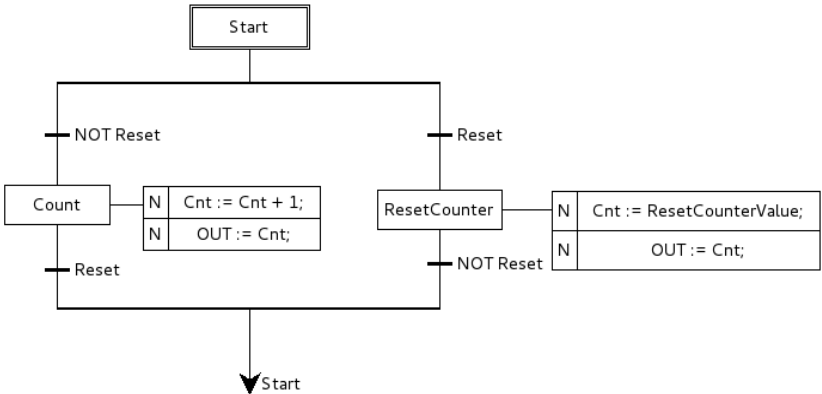 Start
NOT Reset
Reset
Count
N Cnt := Cnt + 1;
N OUT := Cnt;
ResetCounter
N Cnt := ResetCounterValue;
N OUT := Cnt;
Reset
NOT Reset
Start